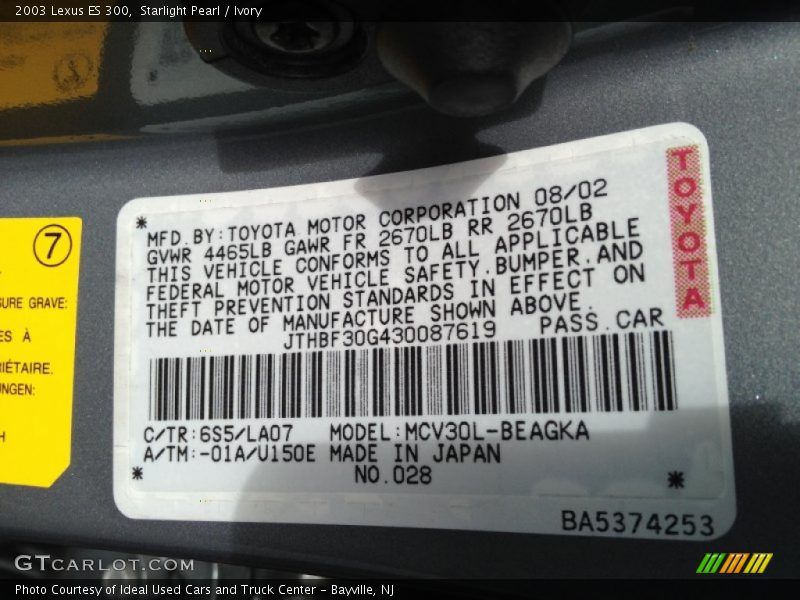 2003 Lexus ES 300, Starlight Pearl / Ivory
7
SURE GRAVE:
ES À
RIÉTAIRE.
UNGEN:
H
* MFD.BY:TOYOTA MOTOR CORPORATION 08/02
GVWR 4465LB GAWR FR 2670LB RR 2670LB
THIS VEHICLE CONFORMS TO ALL APPLICABLE
FEDERAL MOTOR VEHICLE SAFETY,BUMPER,AND
THEFT PREVENTION STANDARDS IN EFFECT ON
THE DATE OF MANUFACTURE SHOWN ABOVE.
JTHBF30G430087619 PASS.CAR
TOYOTA
C/TR:6S5/LA07 MODEL:MCV30L-BEAGKA
A/TM:-01A/U150E MADE IN JAPAN
* NO.028 *
BA5374253
GTCARLOT.COM
Photo Courtesy of Ideal Used Cars and Truck Center - Bayville, NJ